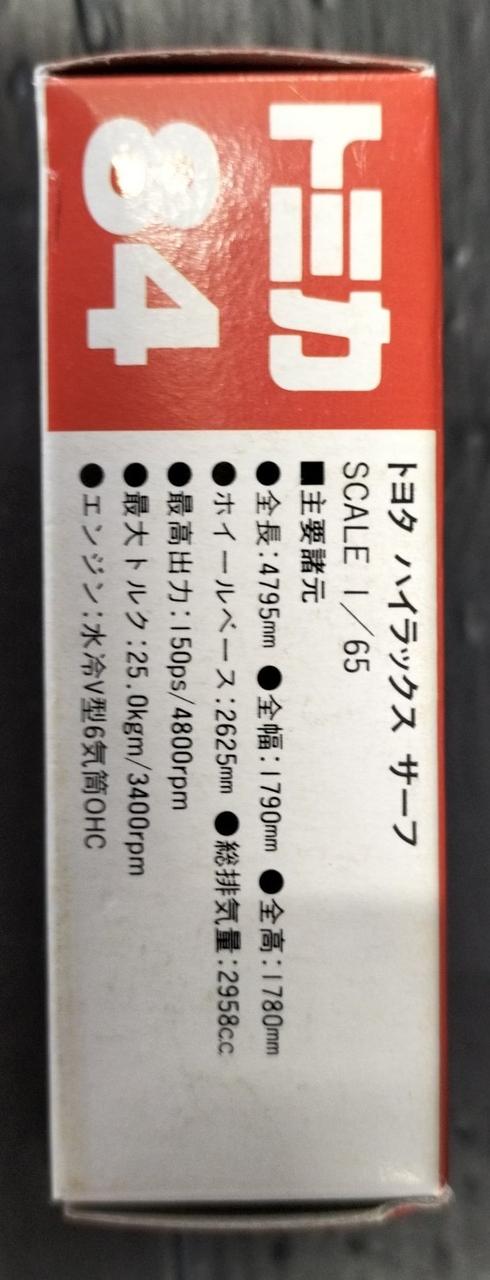 トミカ
84
トヨタ ハイラックス サーフ
SCALE 1/65
■主要諸元
●全長:4795mm ●全幅:1790mm ●全高:1780mm
●ホイールベース:2625mm ●総排気量:2958c.c.
●最高出力:150ps/4800rpm
●最大トルク:25.0kgm/3400rpm
●エンジン:水冷V型6気筒OHC